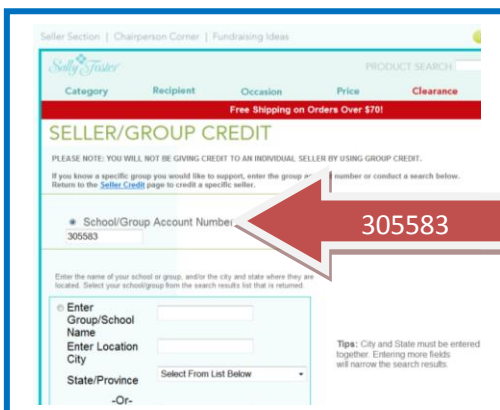 Seller Section | Chairperson Corner | Fundraising Ideas
Sally Foster
PRODUCT SEARCH
Category Recipient Occasion Price Clearance
Free Shipping on Orders Over $70!
SELLER/GROUP CREDIT
PLEASE NOTE: YOU WILL NOT BE GIVING CREDIT TO AN INDIVIDUAL SELLER BY USING GROUP CREDIT.
If you know a specific group you would like to support, enter the group number or conduct a search below.
Return to the Seller Credit page to credit a specific seller.
School/Group Account Number
305583
305583
Enter the name of your school or group, and/or the city and state where they are
located. Select your school/group from the search results list that is returned.
Enter
Group/School
Name
Enter Location
City
State/Province
Select From List Below
-Or-
Tips: City and State must be entered
together. Entering more fields
will narrow the search results.